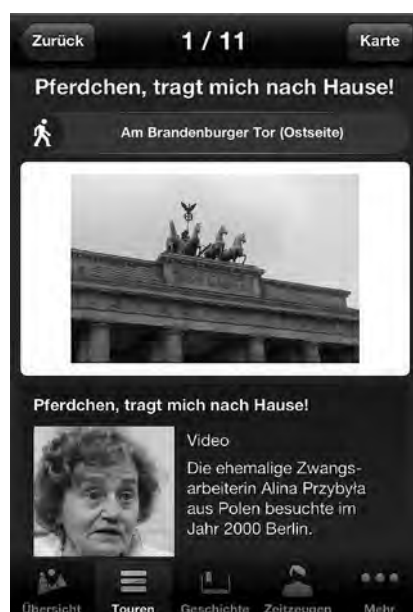 Zurück
1 / 11
Karte
Pferdchen, tragt mich nach Hause!
Am Brandenburger Tor (Ostseite)
Pferdchen, tragt mich nach Hause!
Video
Die ehemalige Zwangs-
arbeiterin Alina Przybyła
aus Polen besuchte im
Jahr 2000 Berlin.
Übersicht Touren Geschichte Zeitzeugen Mehr